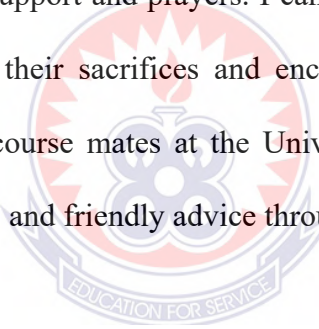 support and prayers. I can
their sacrifices and enc
course mates at the Univ
and friendly advice throu
EDUCATION FOR SERVICE